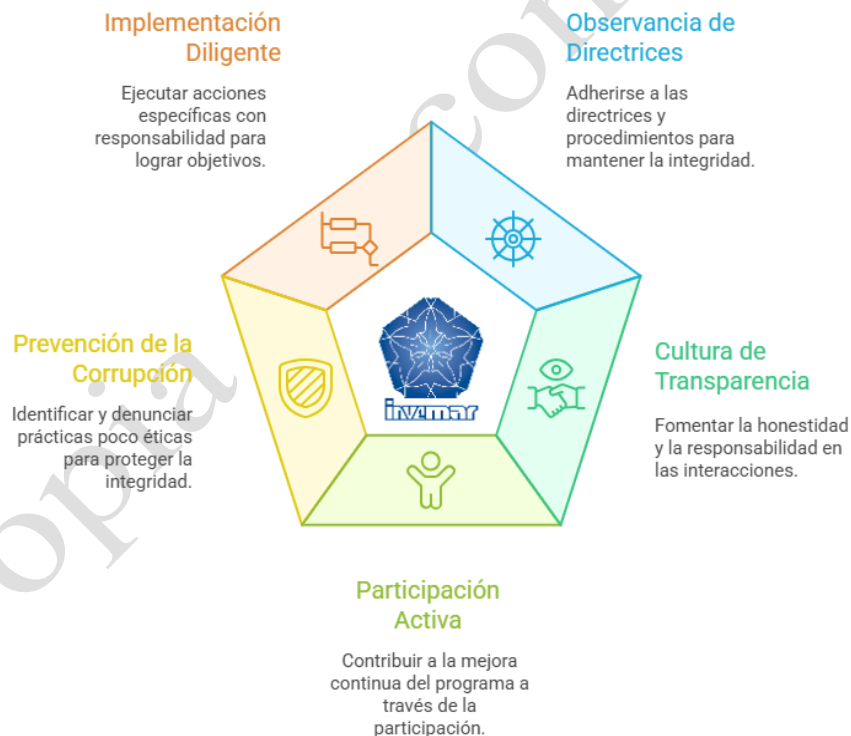 Implementación
Diligente
Ejecutar acciones
específicas con
responsabilidad para
lograr objetivos.
Observancia de
Directrices
Adherirse a las
directrices y
procedimientos para
mantener la integridad.
Prevención de la
Corrupción
Identificar y denunciar
prácticas poco éticas
para proteger la
integridad.
invemar
Cultura de
Transparencia
Fomentar la honestidad
y la responsabilidad en
las interacciones.
Participación
Activa
Contribuir a la mejora
continua del programa a
través de la
participación.
opia
con